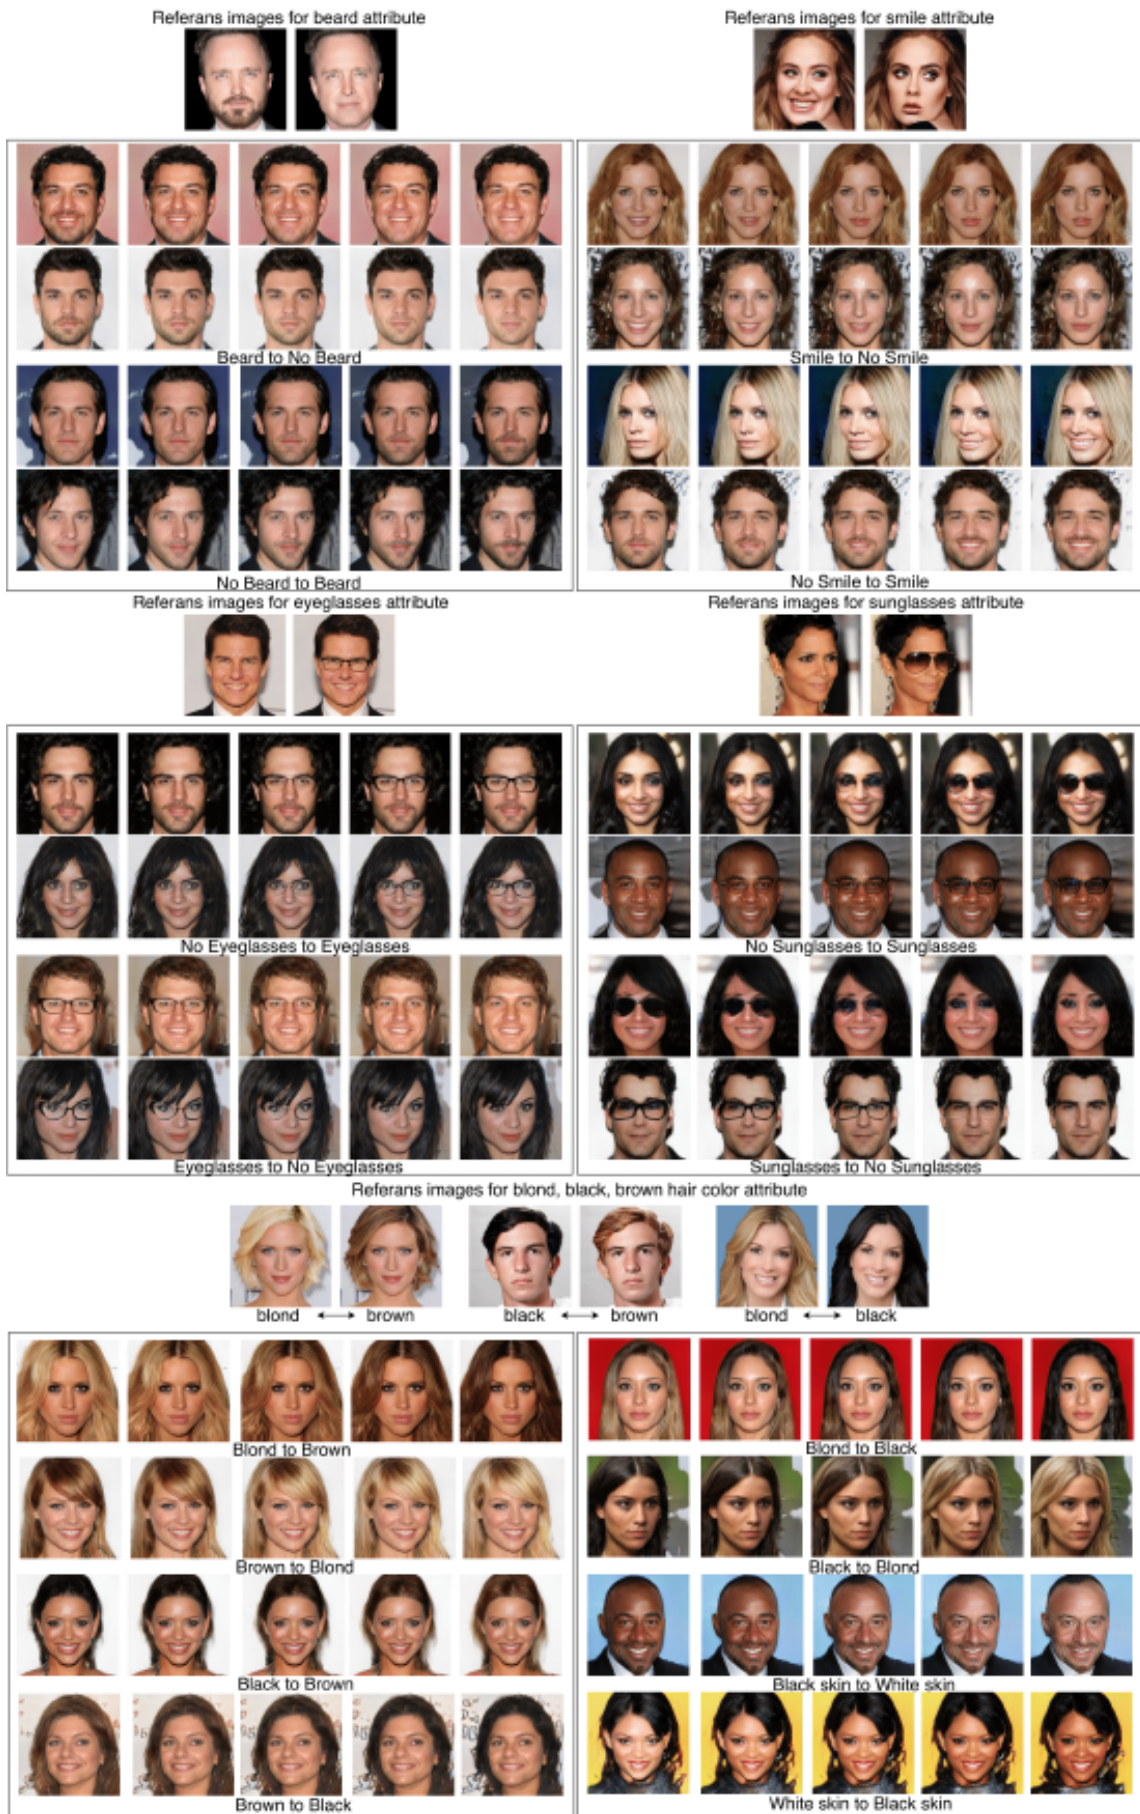 Referans images for beard attribute
Referans images for smile attribute
Beard to No Beard
Smile to No Smile
No Beard to Beard
No Smile to Smile
Referans images for eyeglasses attribute
Referans images for sunglasses attribute
No Eyeglasses to Eyeglasses
No Sunglasses to Sunglasses
Eyeglasses to No Eyeglasses
Sunglasses to No Sunglasses
Referans images for blond, black, brown hair color attribute
blond ↔ brown
black ↔ brown
blond ↔ black
Blond to Brown
Blond to Black
Brown to Blond
Black to Blond
Black to Brown
Black skin to White skin
Brown to Black
White skin to Black skin